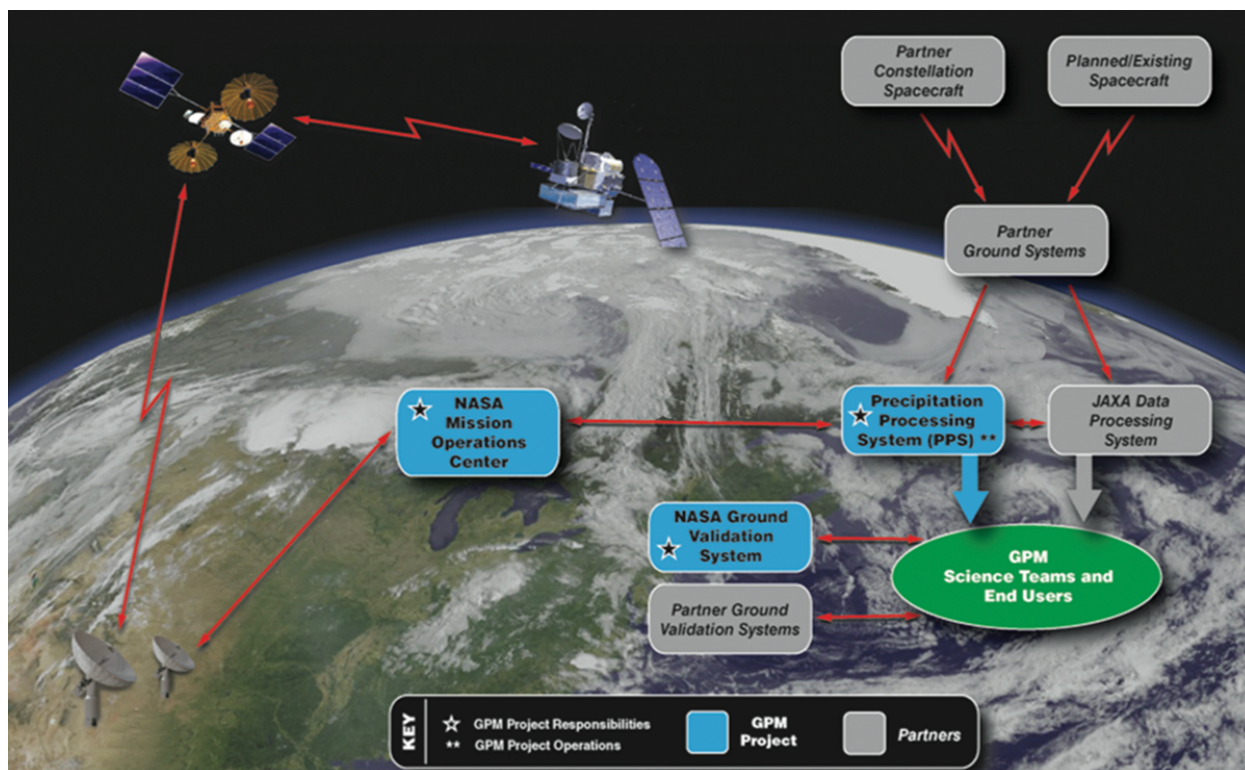 Partner
Constellation
Spacecraft
Planned/Existing
Spacecraft
Partner
Ground Systems
NASA
Mission
Operations
Center
Precipitation
Processing
System (PPS) **
JAXA Data
Processing
System
NASA Ground
Validation
System
GPM
Science Teams and
End Users
Partner Ground
Validation Systems
KEY
GPM Project Responsibilities
** GPM Project Operations
GPM
Project
Partners